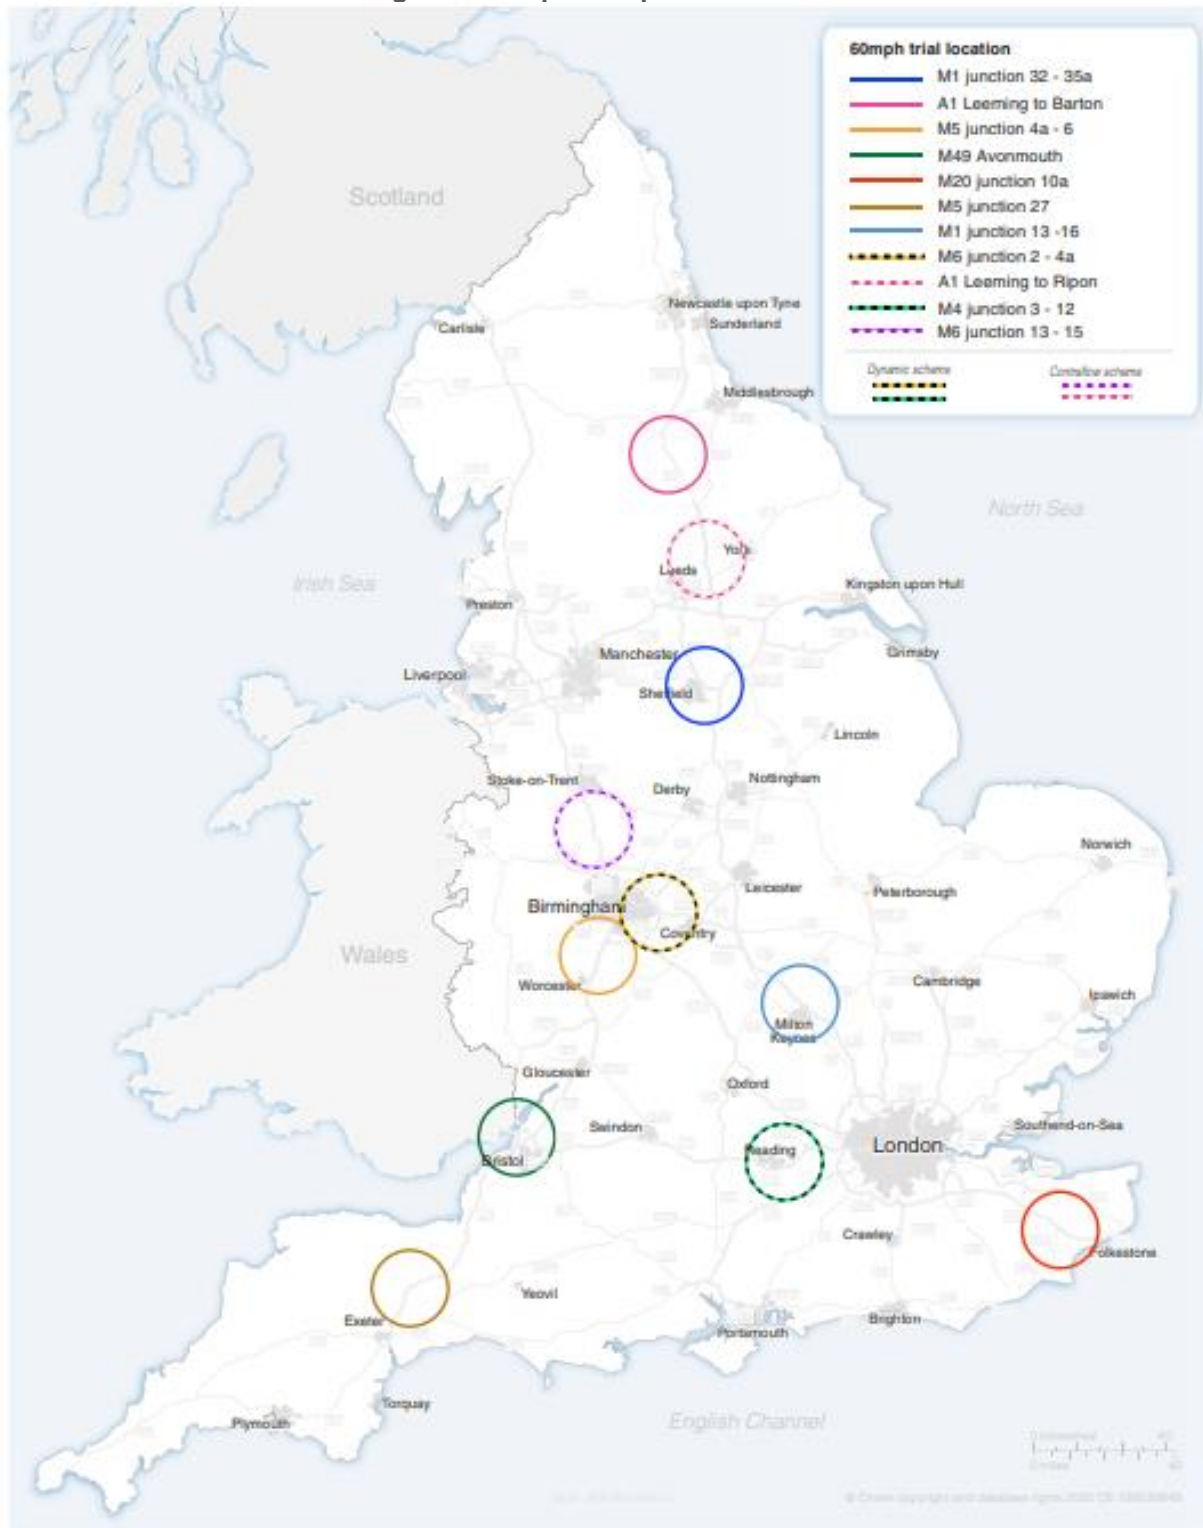 60mph trial location
M1 junction 32 - 35a
A1 Leeming to Barton
M5 junction 4a - 6
M49 Avonmouth
M20 junction 10a
M5 junction 27
M1 junction 13 -16
M6 junction 2 - 4a
A1 Leeming to Ripon
M4 junction 3 - 12
M6 junction 13 - 15
Dynamic scheme
Contraflow scheme
Scotland
Newcastle upon Tyne
Sunderland
Carlisle
Middlesbrough
North Sea
York
Leeds
Irish Sea
Kingston upon Hull
Preston
Manchester
Grimsby
Liverpool
Sheffield
Lincoln
Stoke-on-Trent
Nottingham
Derby
Norwich
Leicester
Peterborough
Birmingham
Coventry
Wales
Cambridge
Worcester
Ipswich
Milton
Keynes
Gloucester
Oxford
Swindon
Southend-on-Sea
London
Reading
Bristol
Crawley
Folkestone
Yeovil
Exeter
Brighton
Portsmouth
Torquay
Plymouth
English Channel